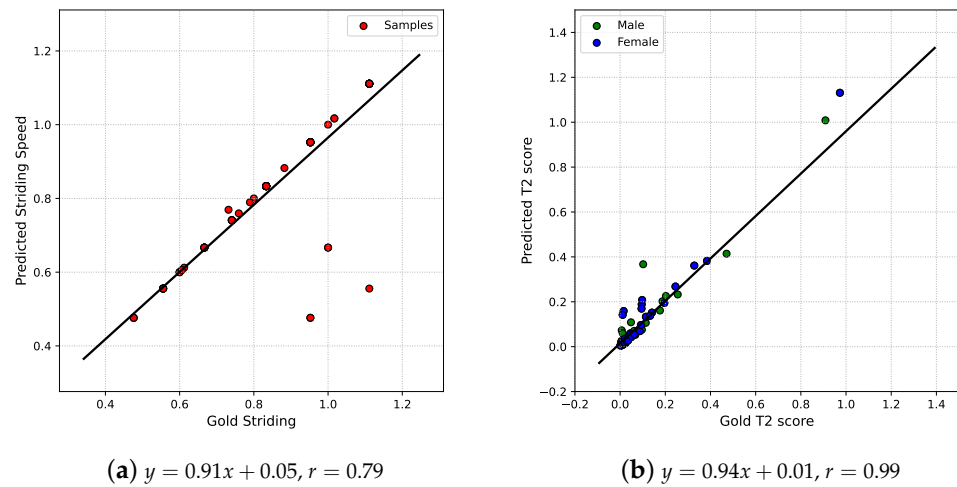 Samples
1.2
1.0
0.8
0.6
0.4
Predicted Striding Speed
0.4 0.6 0.8 1.0 1.2
Gold Striding
(a) y = 0.91x + 0.05, r = 0.79
Male
Female
1.4
1.2
1.0
0.8
0.6
0.4
0.2
0.0
−0.2
Predicted T2 score
−0.2 0.0 0.2 0.4 0.6 0.8 1.0 1.2 1.4
Gold T2 score
(b) y = 0.94x + 0.01, r = 0.99